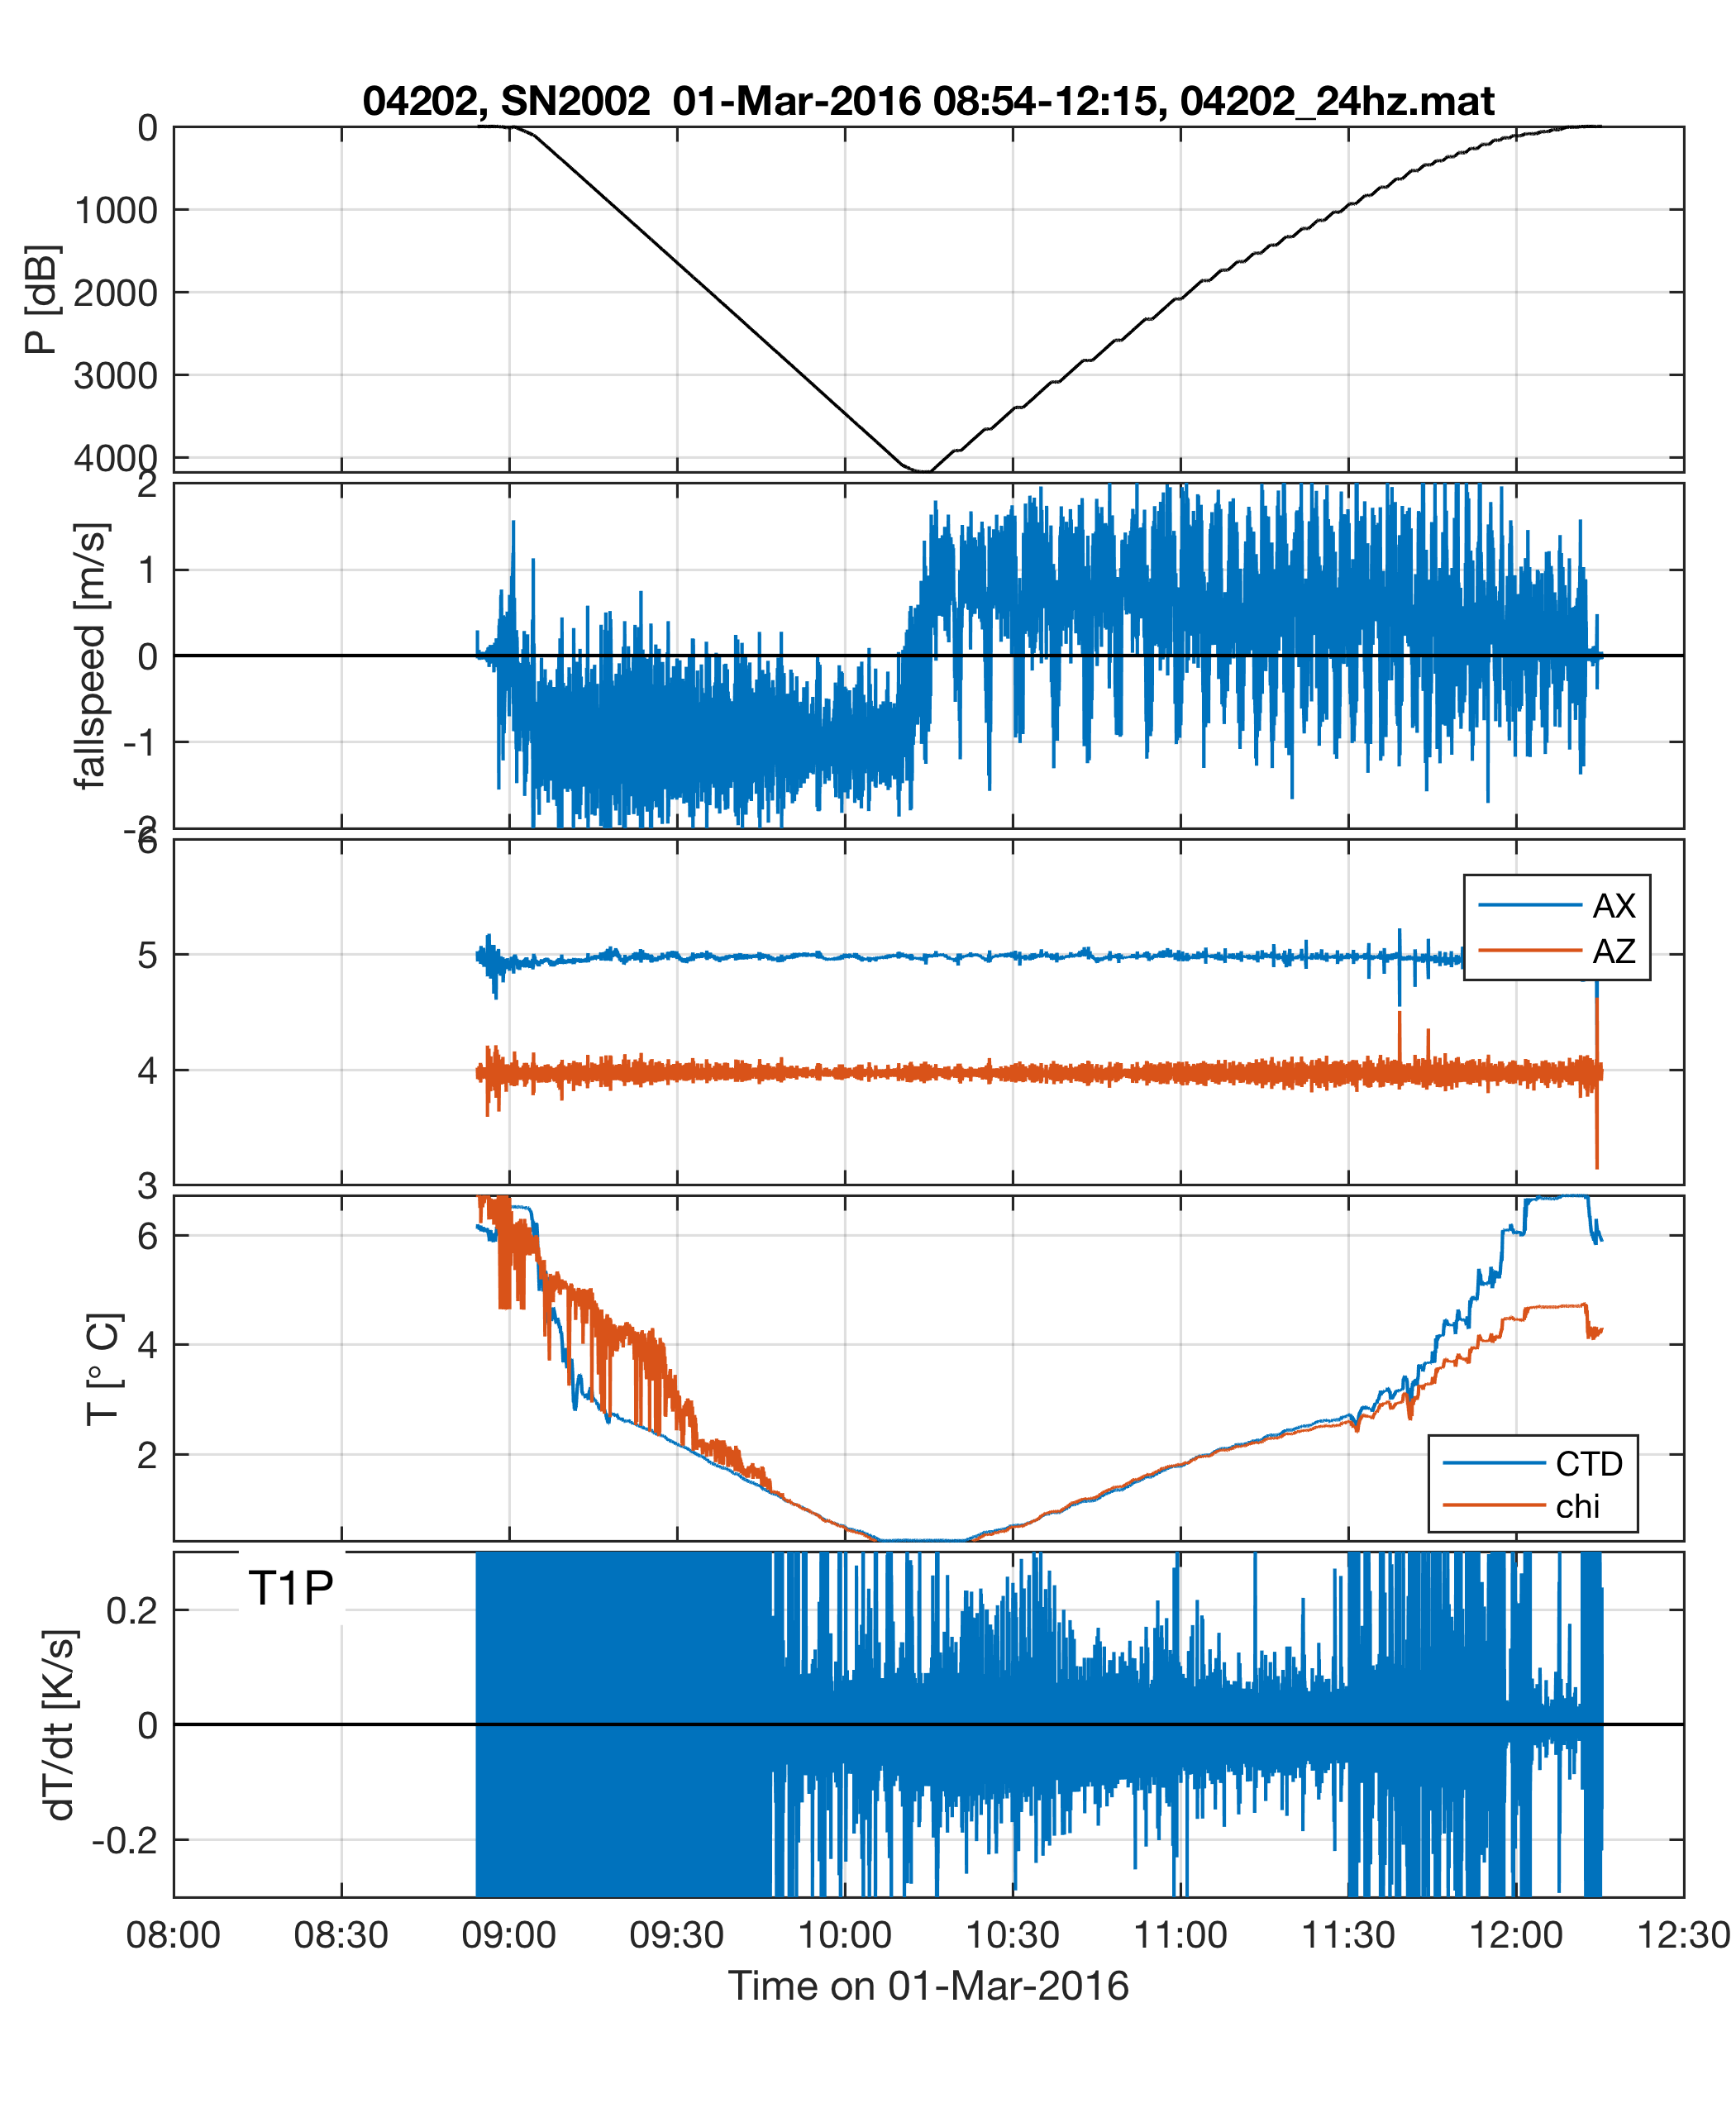 04202, SN2002  01-Mar-2016 08:54-12:15, 04202_24hz.mat
0
1000
2000
3000
4000
P [dB]
2
1
0
-1
-2
fallspeed [m/s]
6
5
4
3
AX
AZ
6
4
2
T [° C]
CTD
chi
T1P
0.2
0
-0.2
dT/dt [K/s]
08:00 08:30 09:00 09:30 10:00 10:30 11:00 11:30 12:00 12:30
Time on 01-Mar-2016